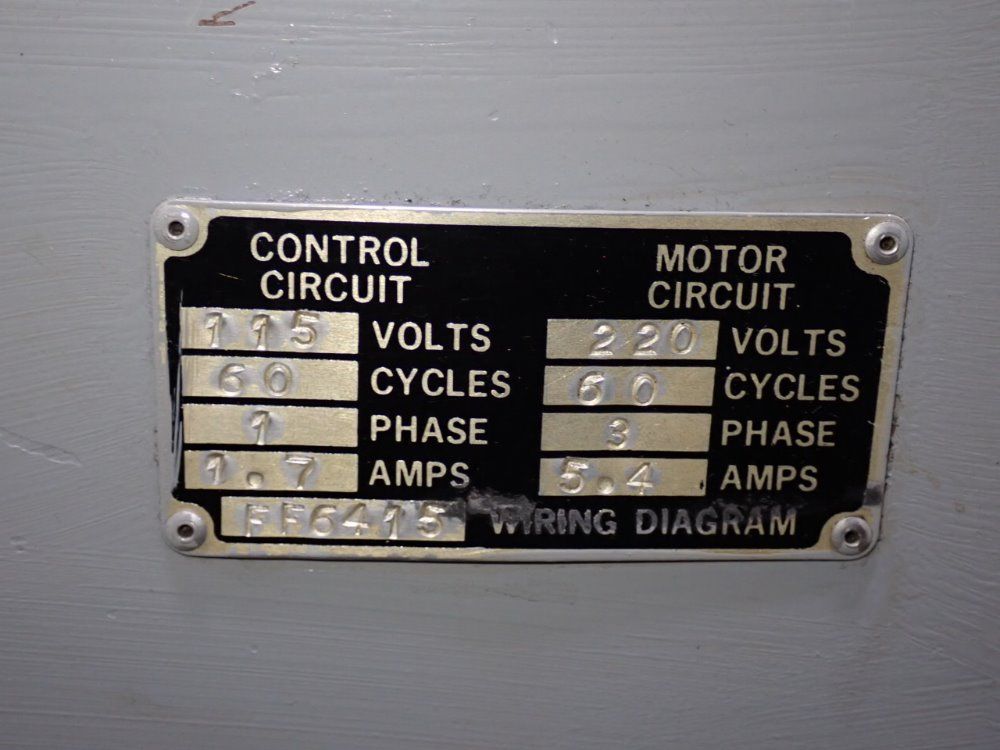 CONTROL CIRCUIT
115 VOLTS
60 CYCLES
1 PHASE
1.7 AMPS
MOTOR CIRCUIT
220 VOLTS
60 CYCLES
3 PHASE
5.4 AMPS
FF6415 WIRING DIAGRAM